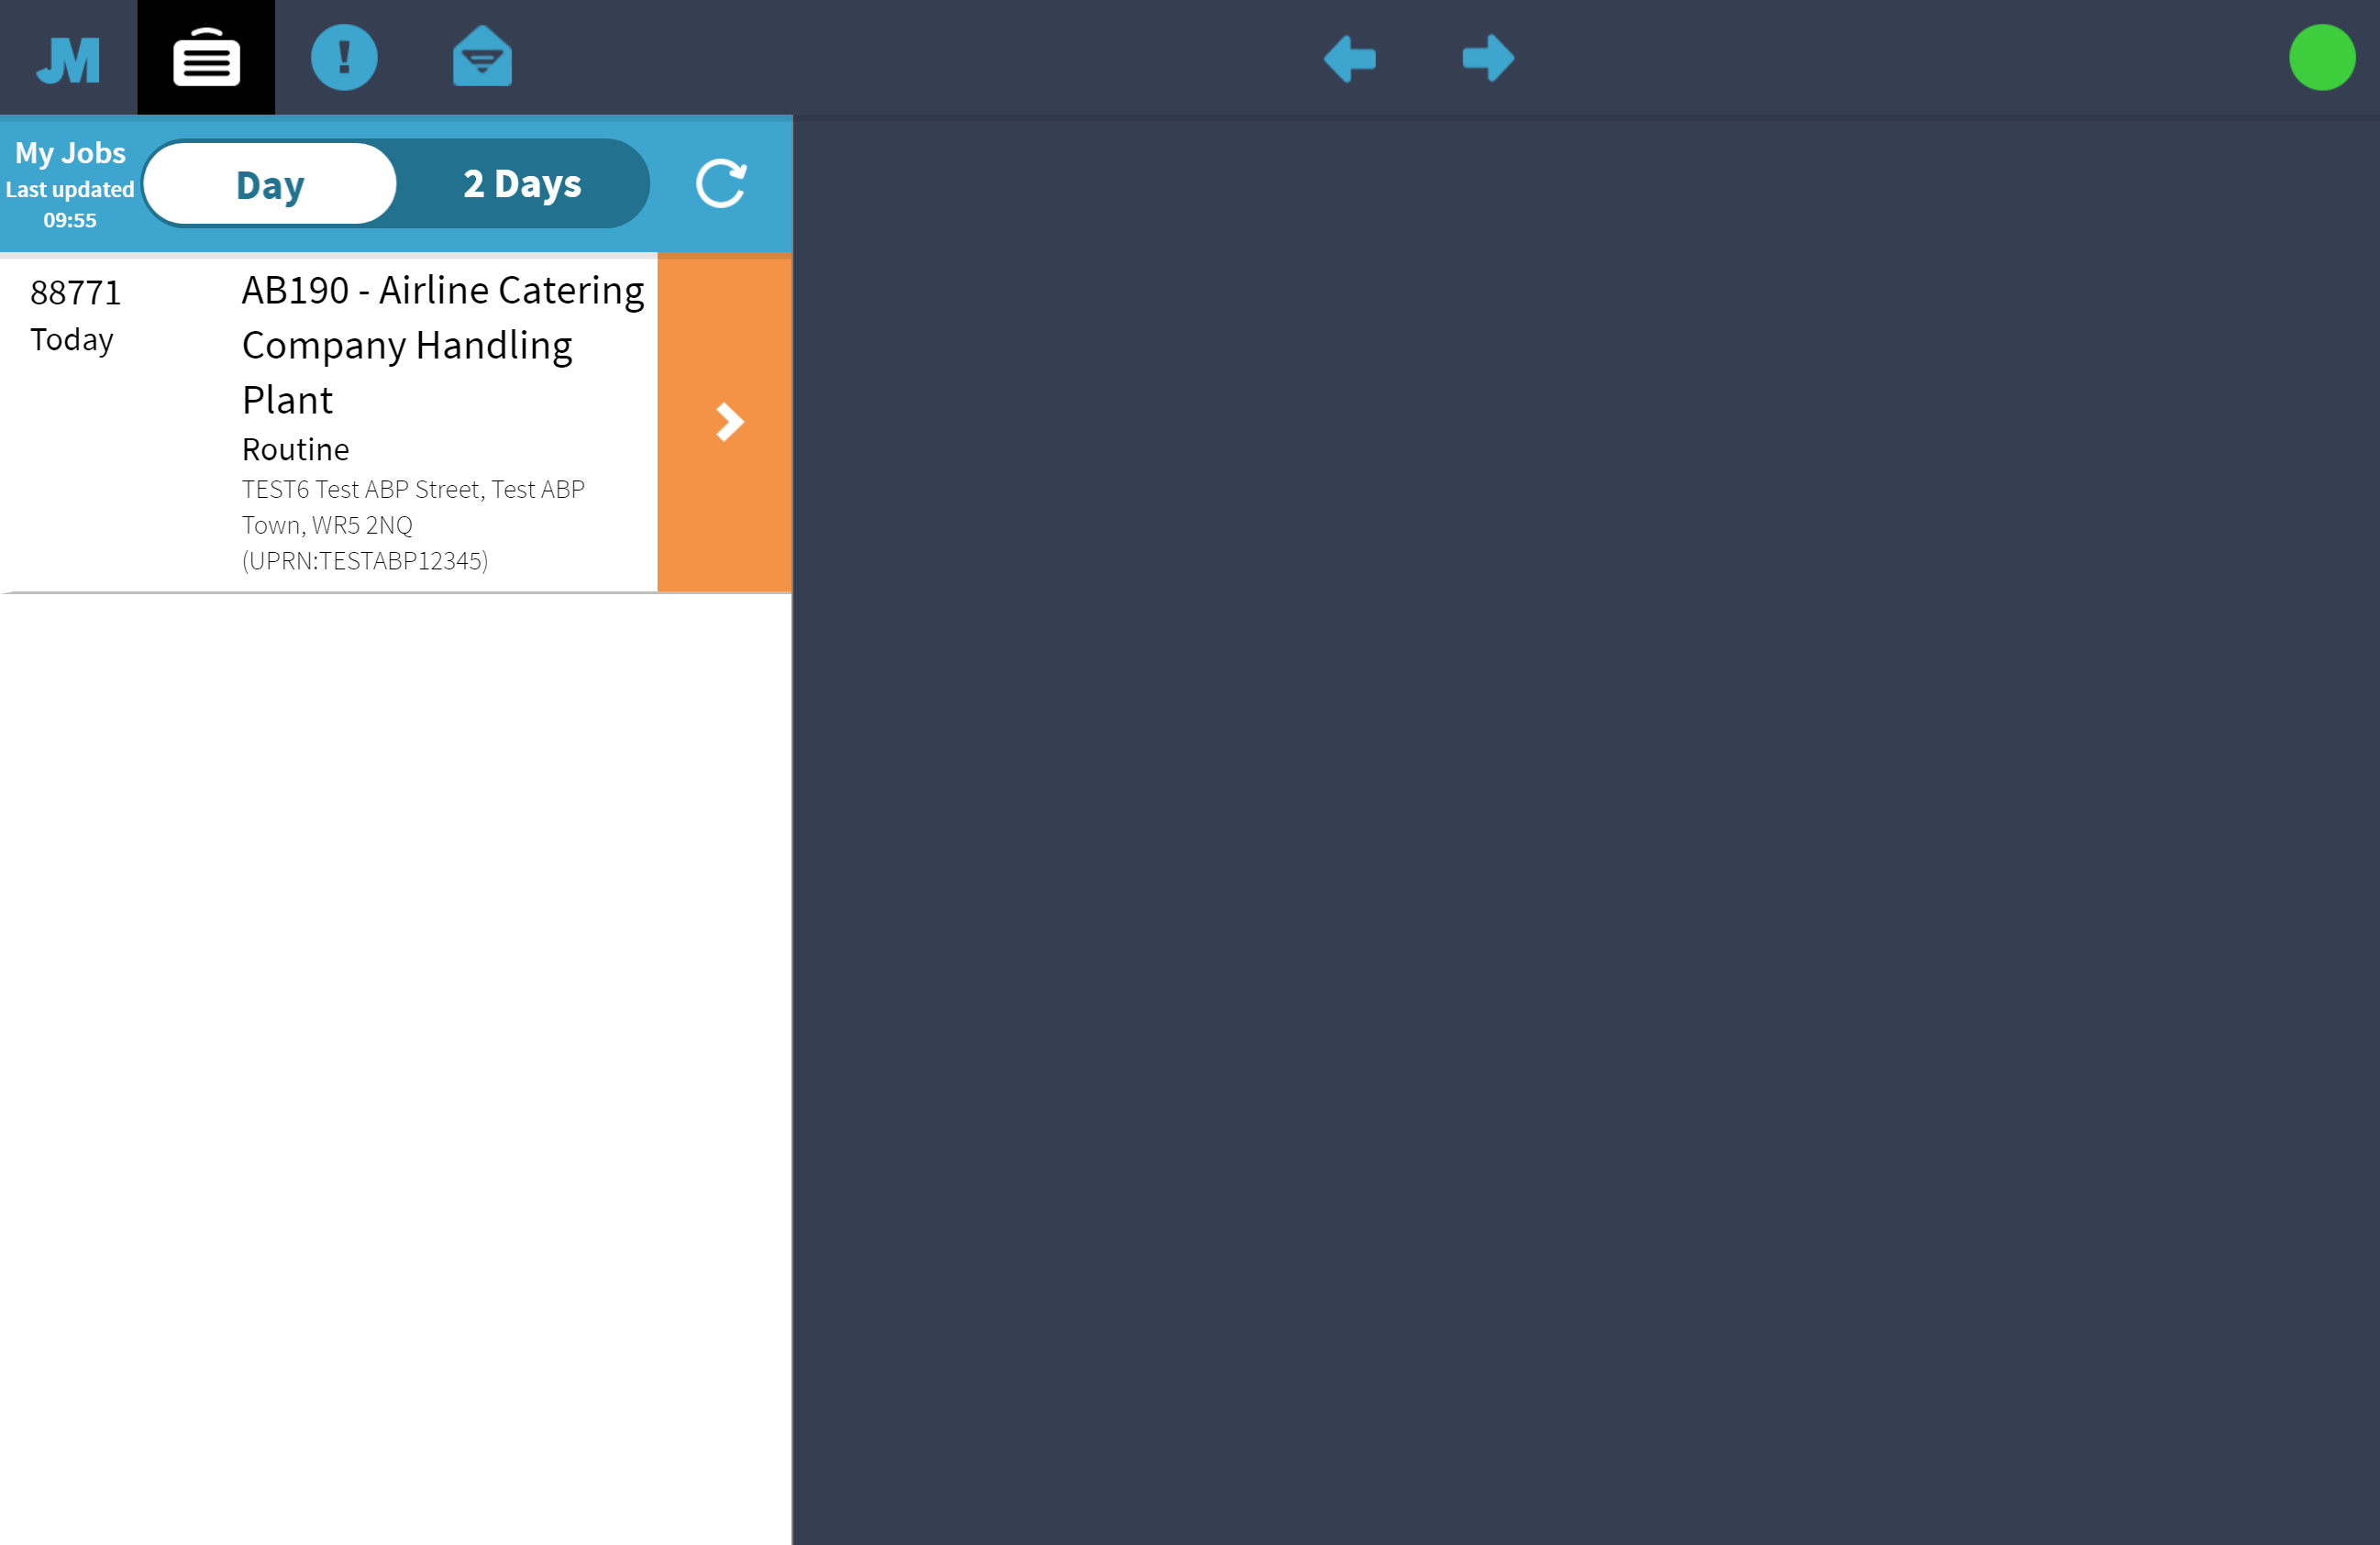 JM
My Jobs
Last updated
09:55
Day
2 Days
88771
Today
AB190 - Airline Catering
Company Handling
Plant
Routine
TEST6 Test ABP Street, Test ABP
Town, WR5 2NQ
(UPRN:TESTABP12345)